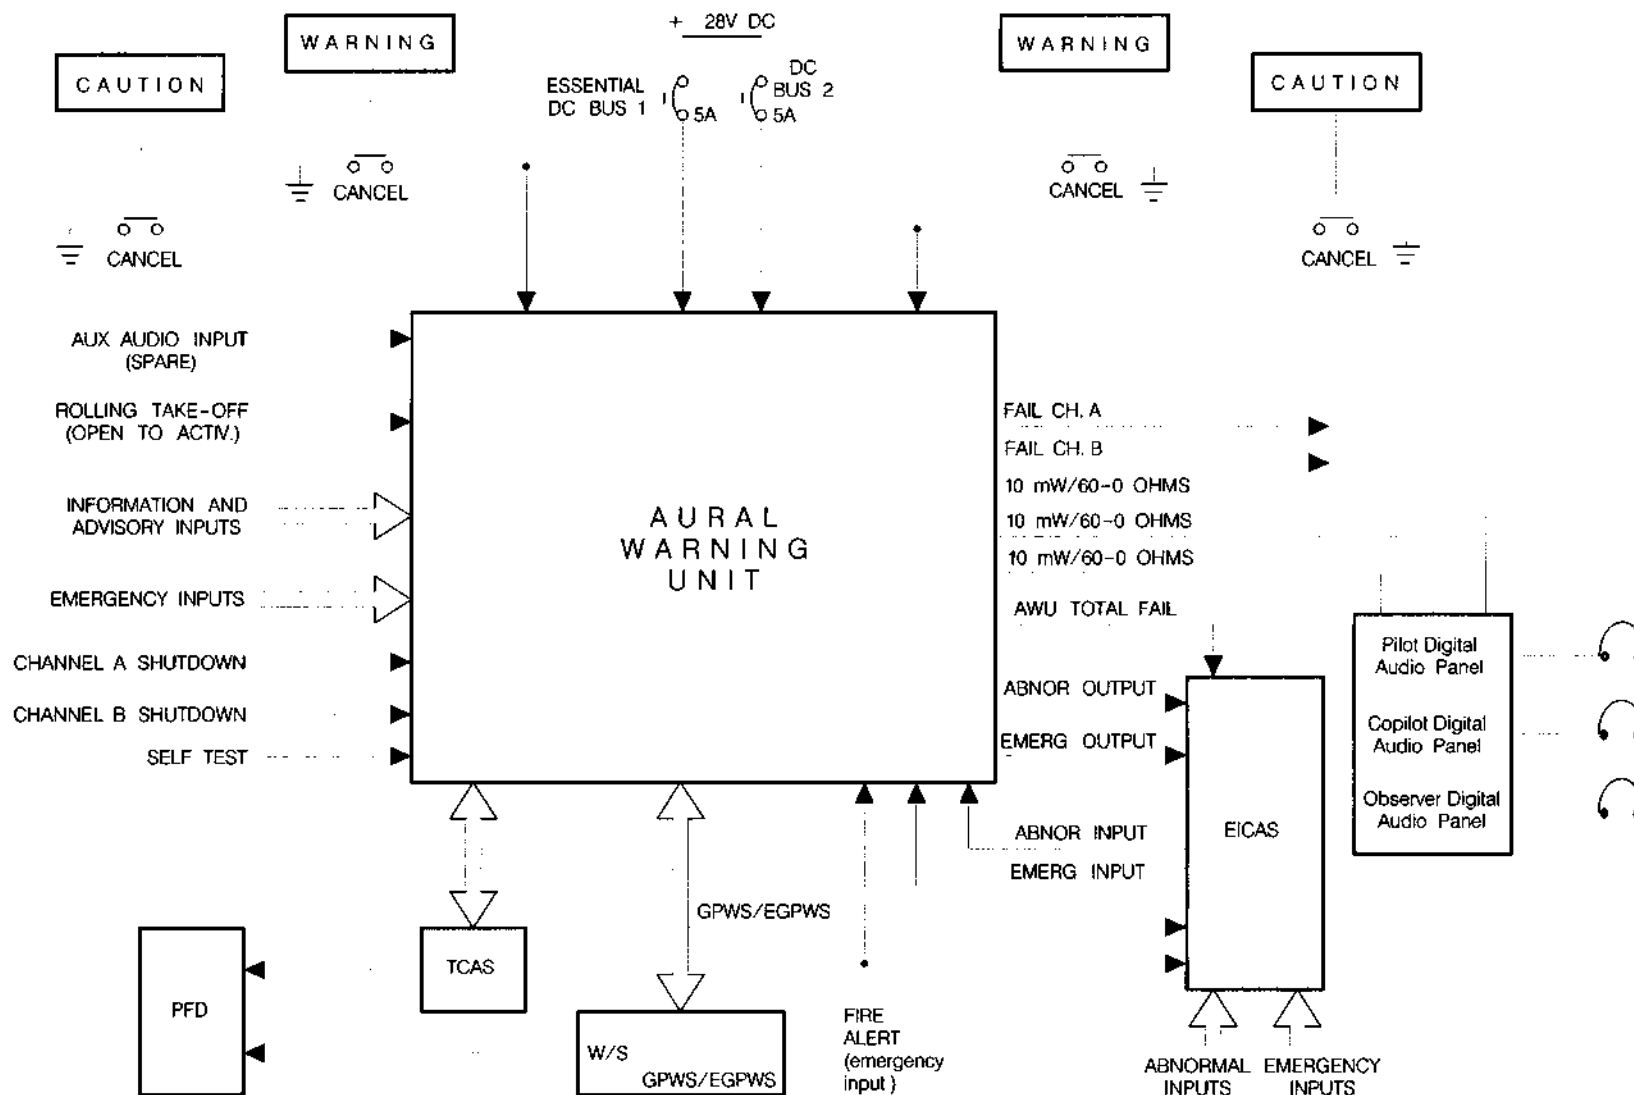 + 28V DC
WARNING
WARNING
CAUTION
CAUTION
ESSENTIAL
DC BUS 1
5A
DC
BUS 2
5A
CANCEL
CANCEL
CANCEL
CANCEL
AUX AUDIO INPUT
(SPARE)
ROLLING TAKE-OFF
(OPEN TO ACTIV.)
INFORMATION AND
ADVISORY INPUTS
EMERGENCY INPUTS
CHANNEL A SHUTDOWN
CHANNEL B SHUTDOWN
SELF TEST
AURAL
WARNING
UNIT
FAIL CH. A
FAIL CH. B
10 mW/60-0 OHMS
10 mW/60-0 OHMS
10 mW/60-0 OHMS
AWU TOTAL FAIL
ABNOR OUTPUT
EMERG OUTPUT
ABNOR INPUT
EMERG INPUT
EICAS
Pilot Digital
Audio Panel
Copilot Digital
Audio Panel
Observer Digital
Audio Panel
GPWS/EGPWS
TCAS
PFD
W/S
GPWS/EGPWS
FIRE
ALERT
(emergency
input)
ABNORMAL
INPUTS
EMERGENCY
INPUTS